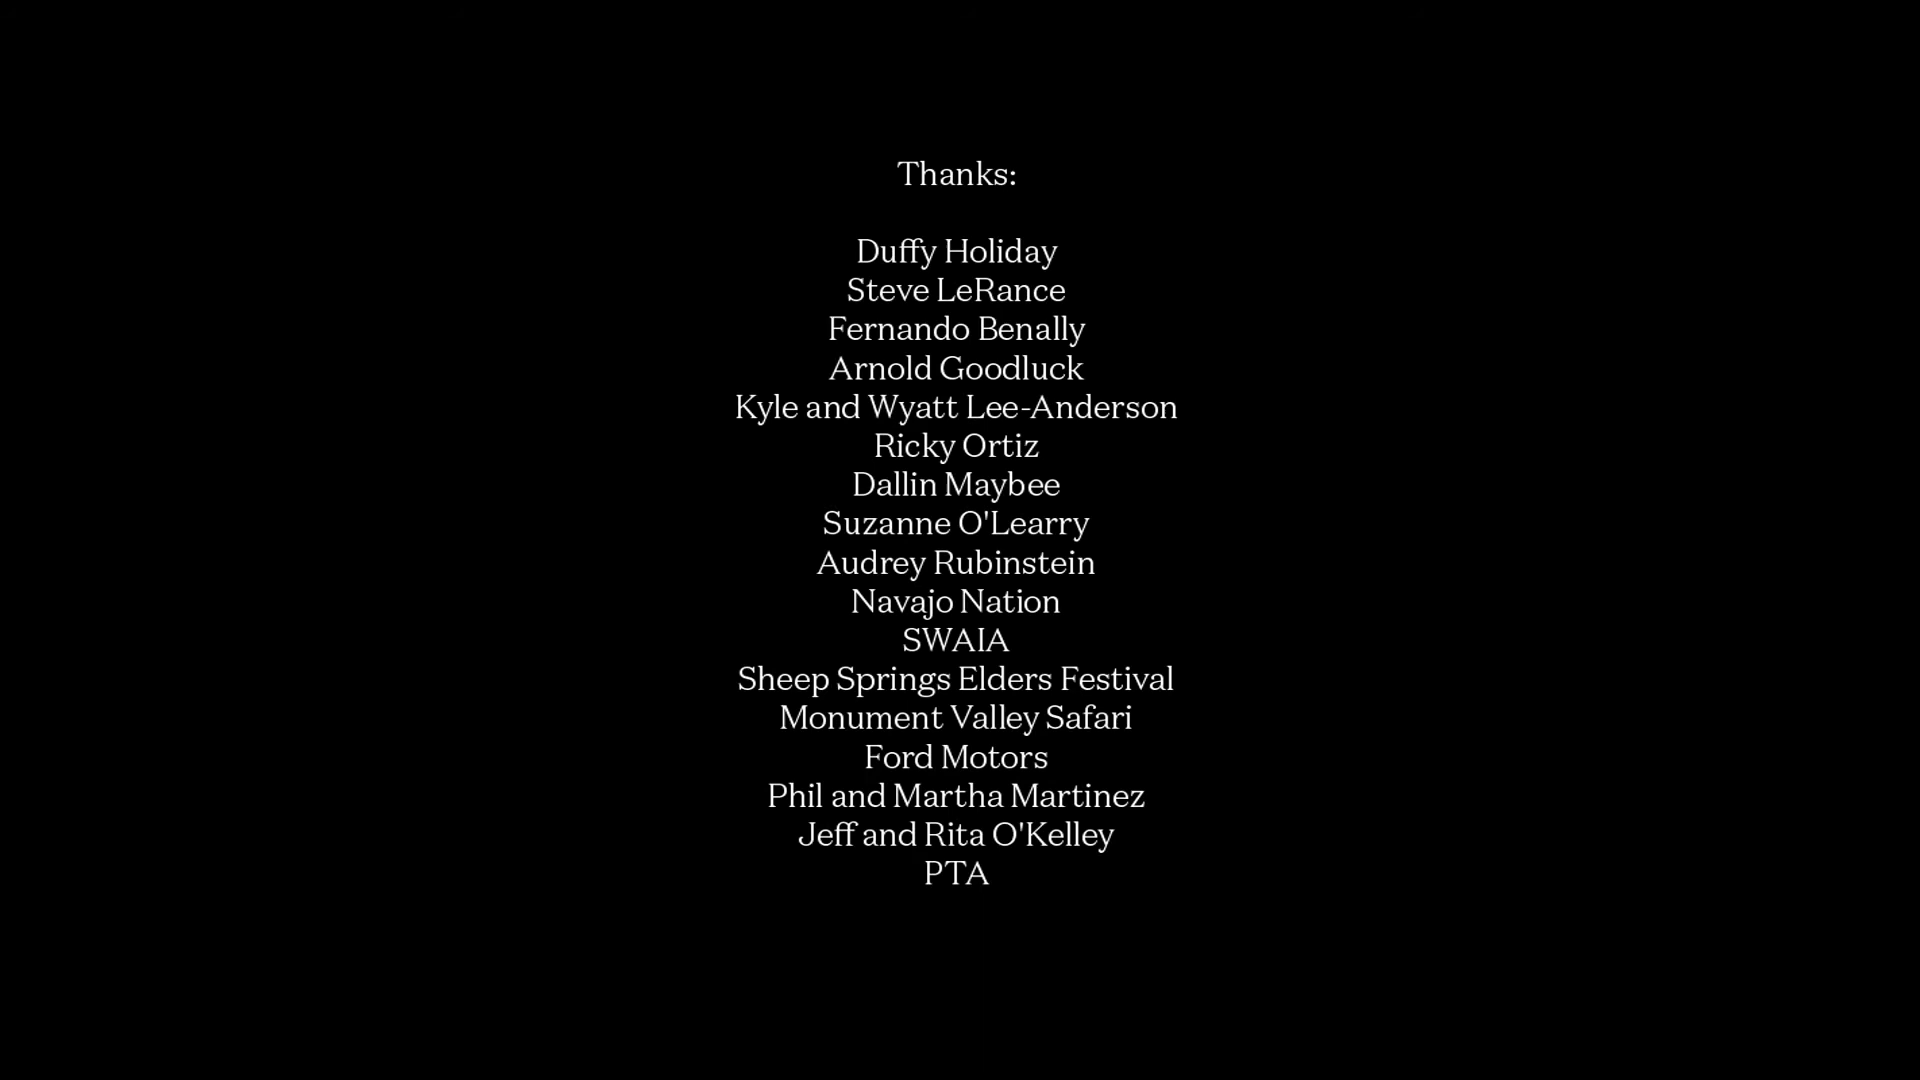 Thanks:
Duffy Holiday
Steve LeRance
Fernando Benally
Arnold Goodluck
Kyle and Wyatt Lee-Anderson
Ricky Ortiz
Dallin Maybee
Suzanne O'Learry
Audrey Rubinstein
Navajo Nation
SWAIA
Sheep Springs Elders Festival
Monument Valley Safari
Ford Motors
Phil and Martha Martinez
Jeff and Rita O'Kelley
PTA